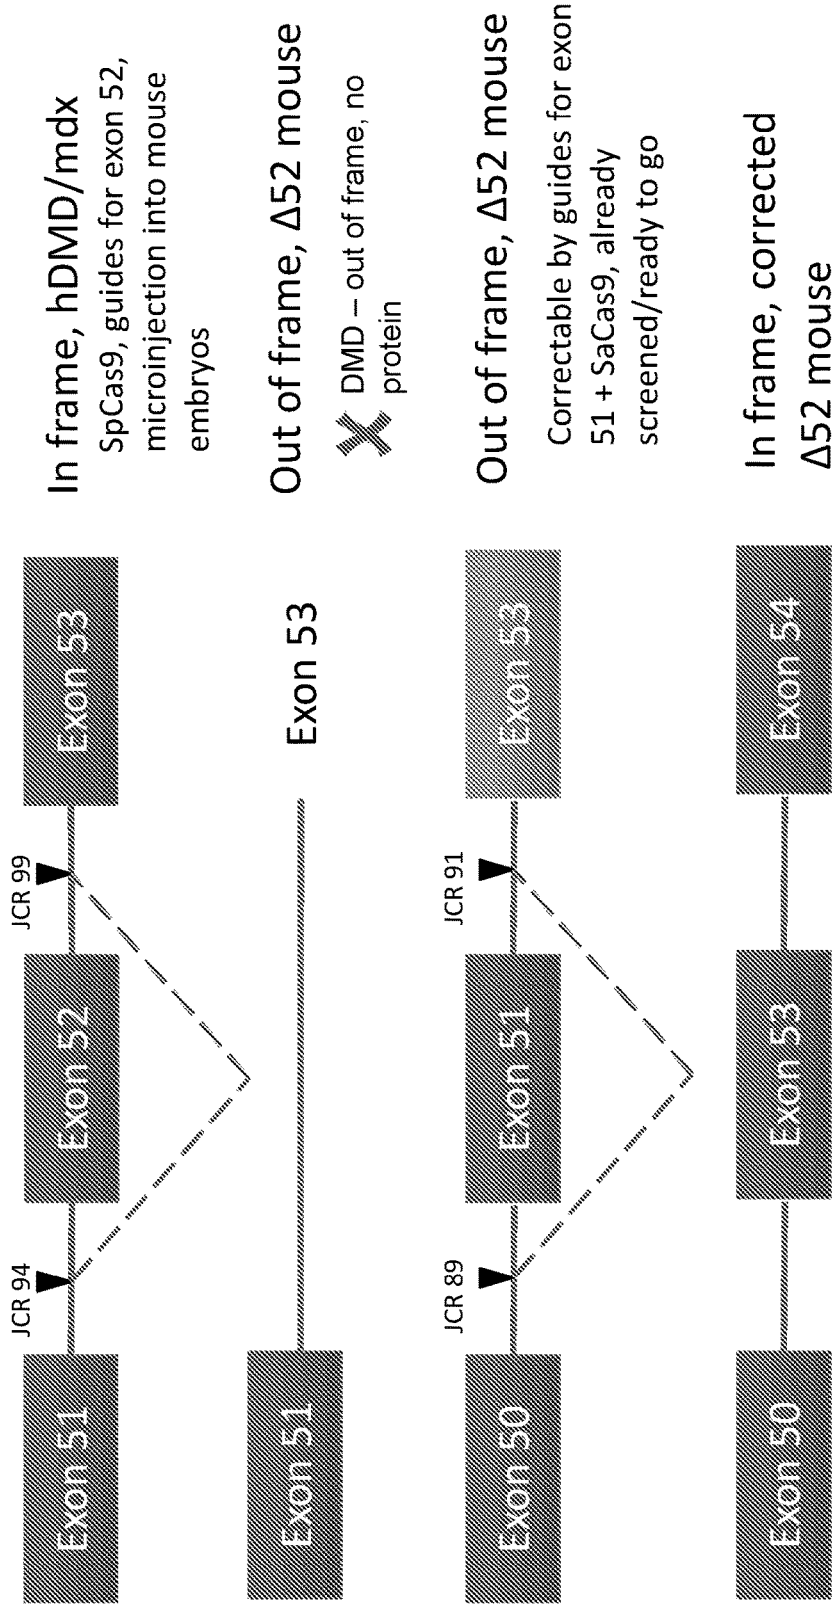 JCR 94
JCR 99
Exon 51
Exon 52
Exon 53
In frame, hDMD/mdx
SpCas9, guides for exon 52,
microinjection into mouse
embryos
Exon 51
Exon 53
Out of frame, Δ52 mouse
DMD – out of frame, no
protein
JCR 89
JCR 91
Exon 50
Exon 51
Exon 53
Out of frame, Δ52 mouse
Correctable by guides for exon
51 + SaCas9, already
screened/ready to go
Exon 50
Exon 53
Exon 54
In frame, corrected
Δ52 mouse